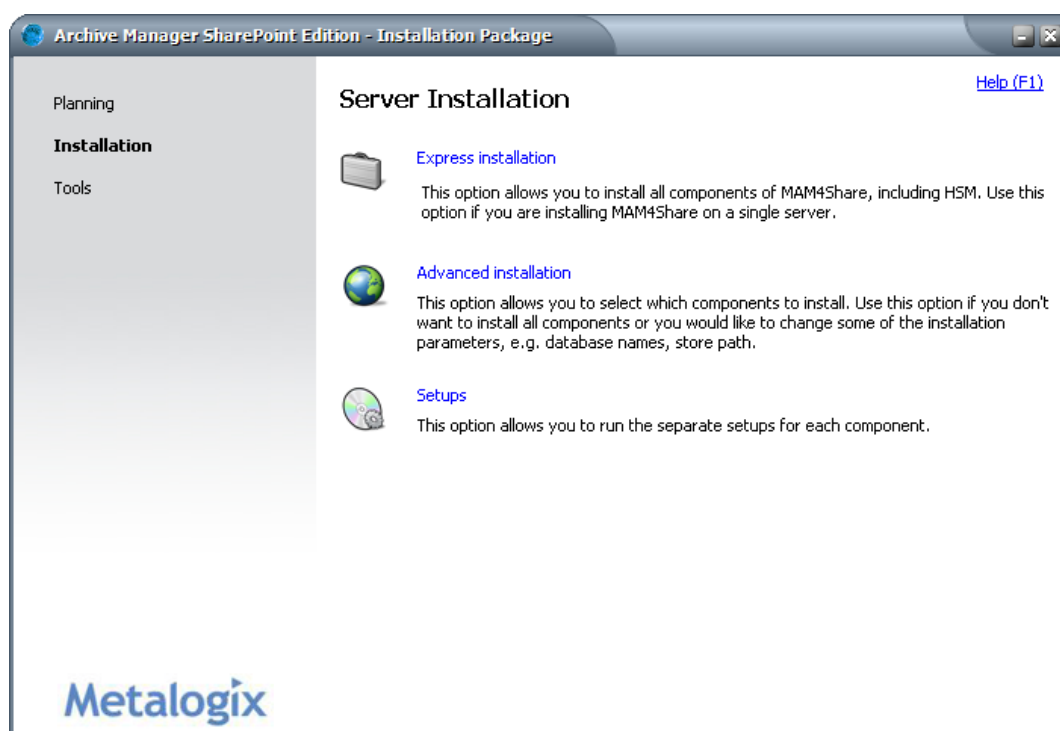 Archive Manager SharePoint Edition - Installation Package
Help (F1)
Planning
Installation
Tools
Server Installation
Express installation
This option allows you to install all components of MAM4Share, including HSM. Use this
option if you are installing MAM4Share on a single server.
Advanced installation
This option allows you to select which components to install. Use this option if you don't
want to install all components or you would like to change some of the installation
parameters, e.g. database names, store path.
Setups
This option allows you to run the separate setups for each component.
Metalogix